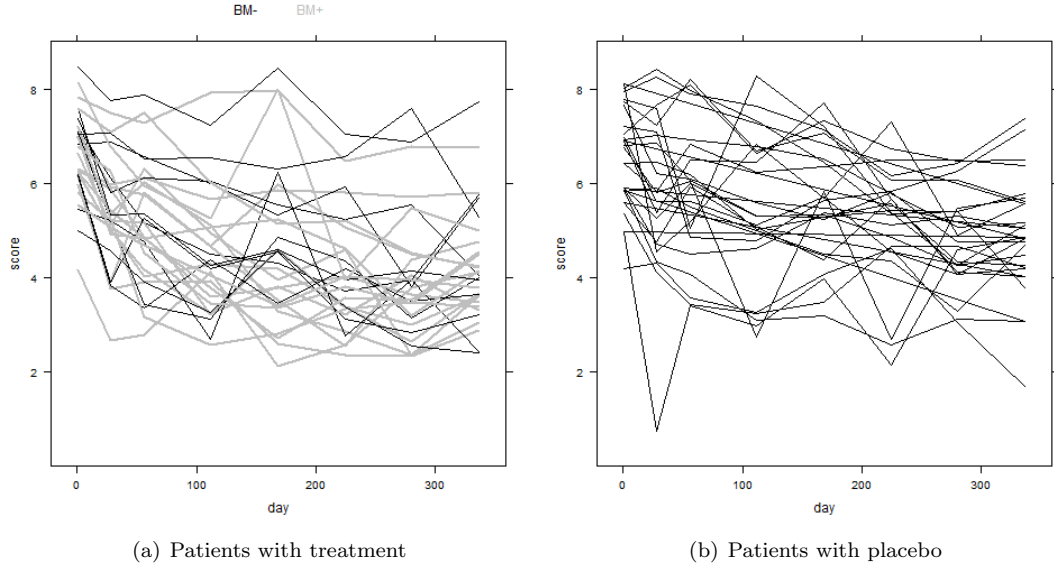 BM- BM+
8
6
4
2
score
0 100 200 300
day
8
6
4
2
score
0 100 200 300
day
(a) Patients with treatment
(b) Patients with placebo